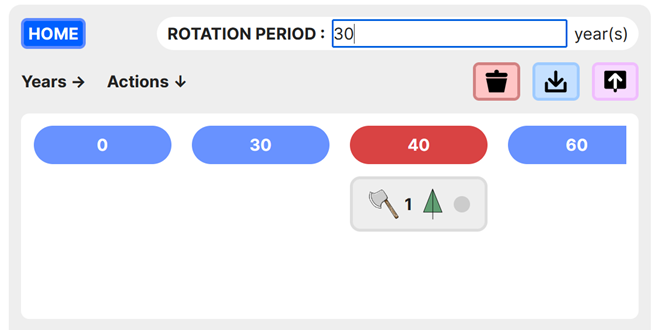 HOME ROTATION PERIOD : 30 year(s)
Years → Actions ↓
0 30 40 60
1